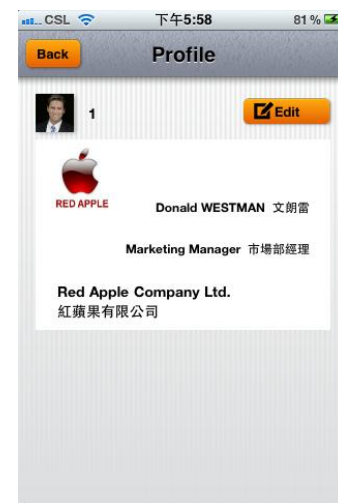 CSL 下午5:58 81 %
Back Profile
1 Edit
RED APPLE
Donald WESTMAN 文朗雷
Marketing Manager 市場部經理
Red Apple Company Ltd.
紅蘋果有限公司